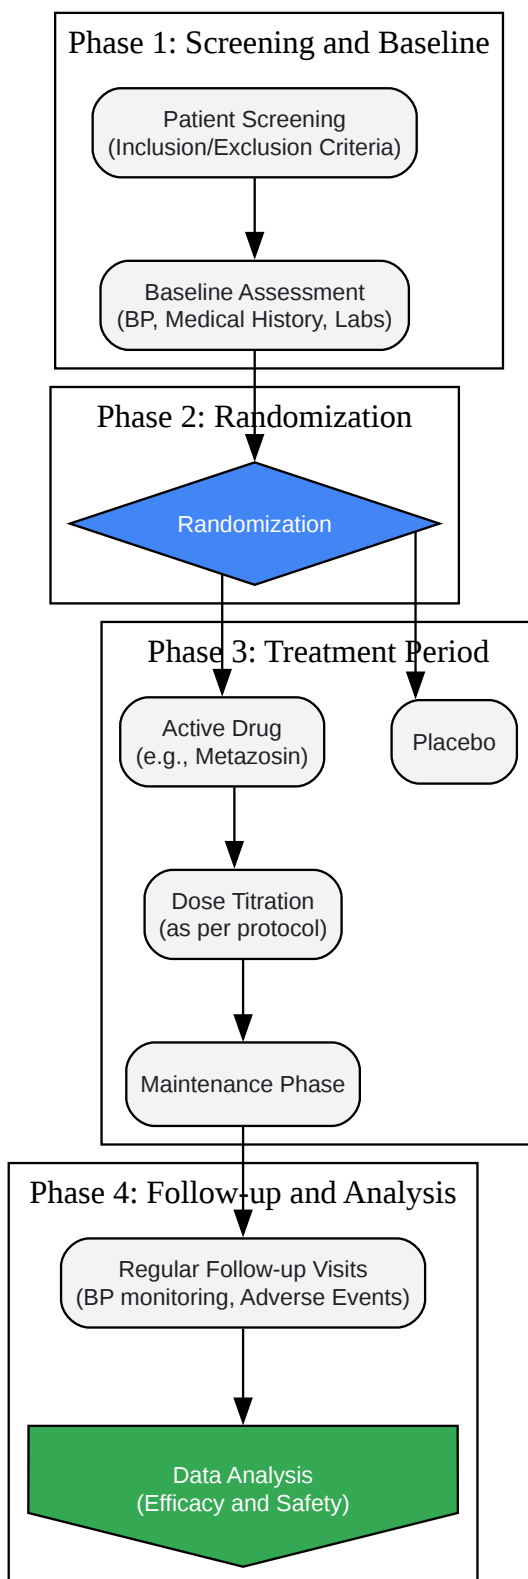 Phase 1: Screening and Baseline
Patient Screening
(Inclusion/Exclusion Criteria)
Baseline Assessment
(BP, Medical History, Labs)
Phase 2: Randomization
Randomization
Phase 3: Treatment Period
Active Drug
(e.g., Metazosin)
Placebo
Dose Titration
(as per protocol)
Maintenance Phase
Phase 4: Follow-up and Analysis
Regular Follow-up Visits
(BP monitoring, Adverse Events)
Data Analysis
(Efficacy and Safety)